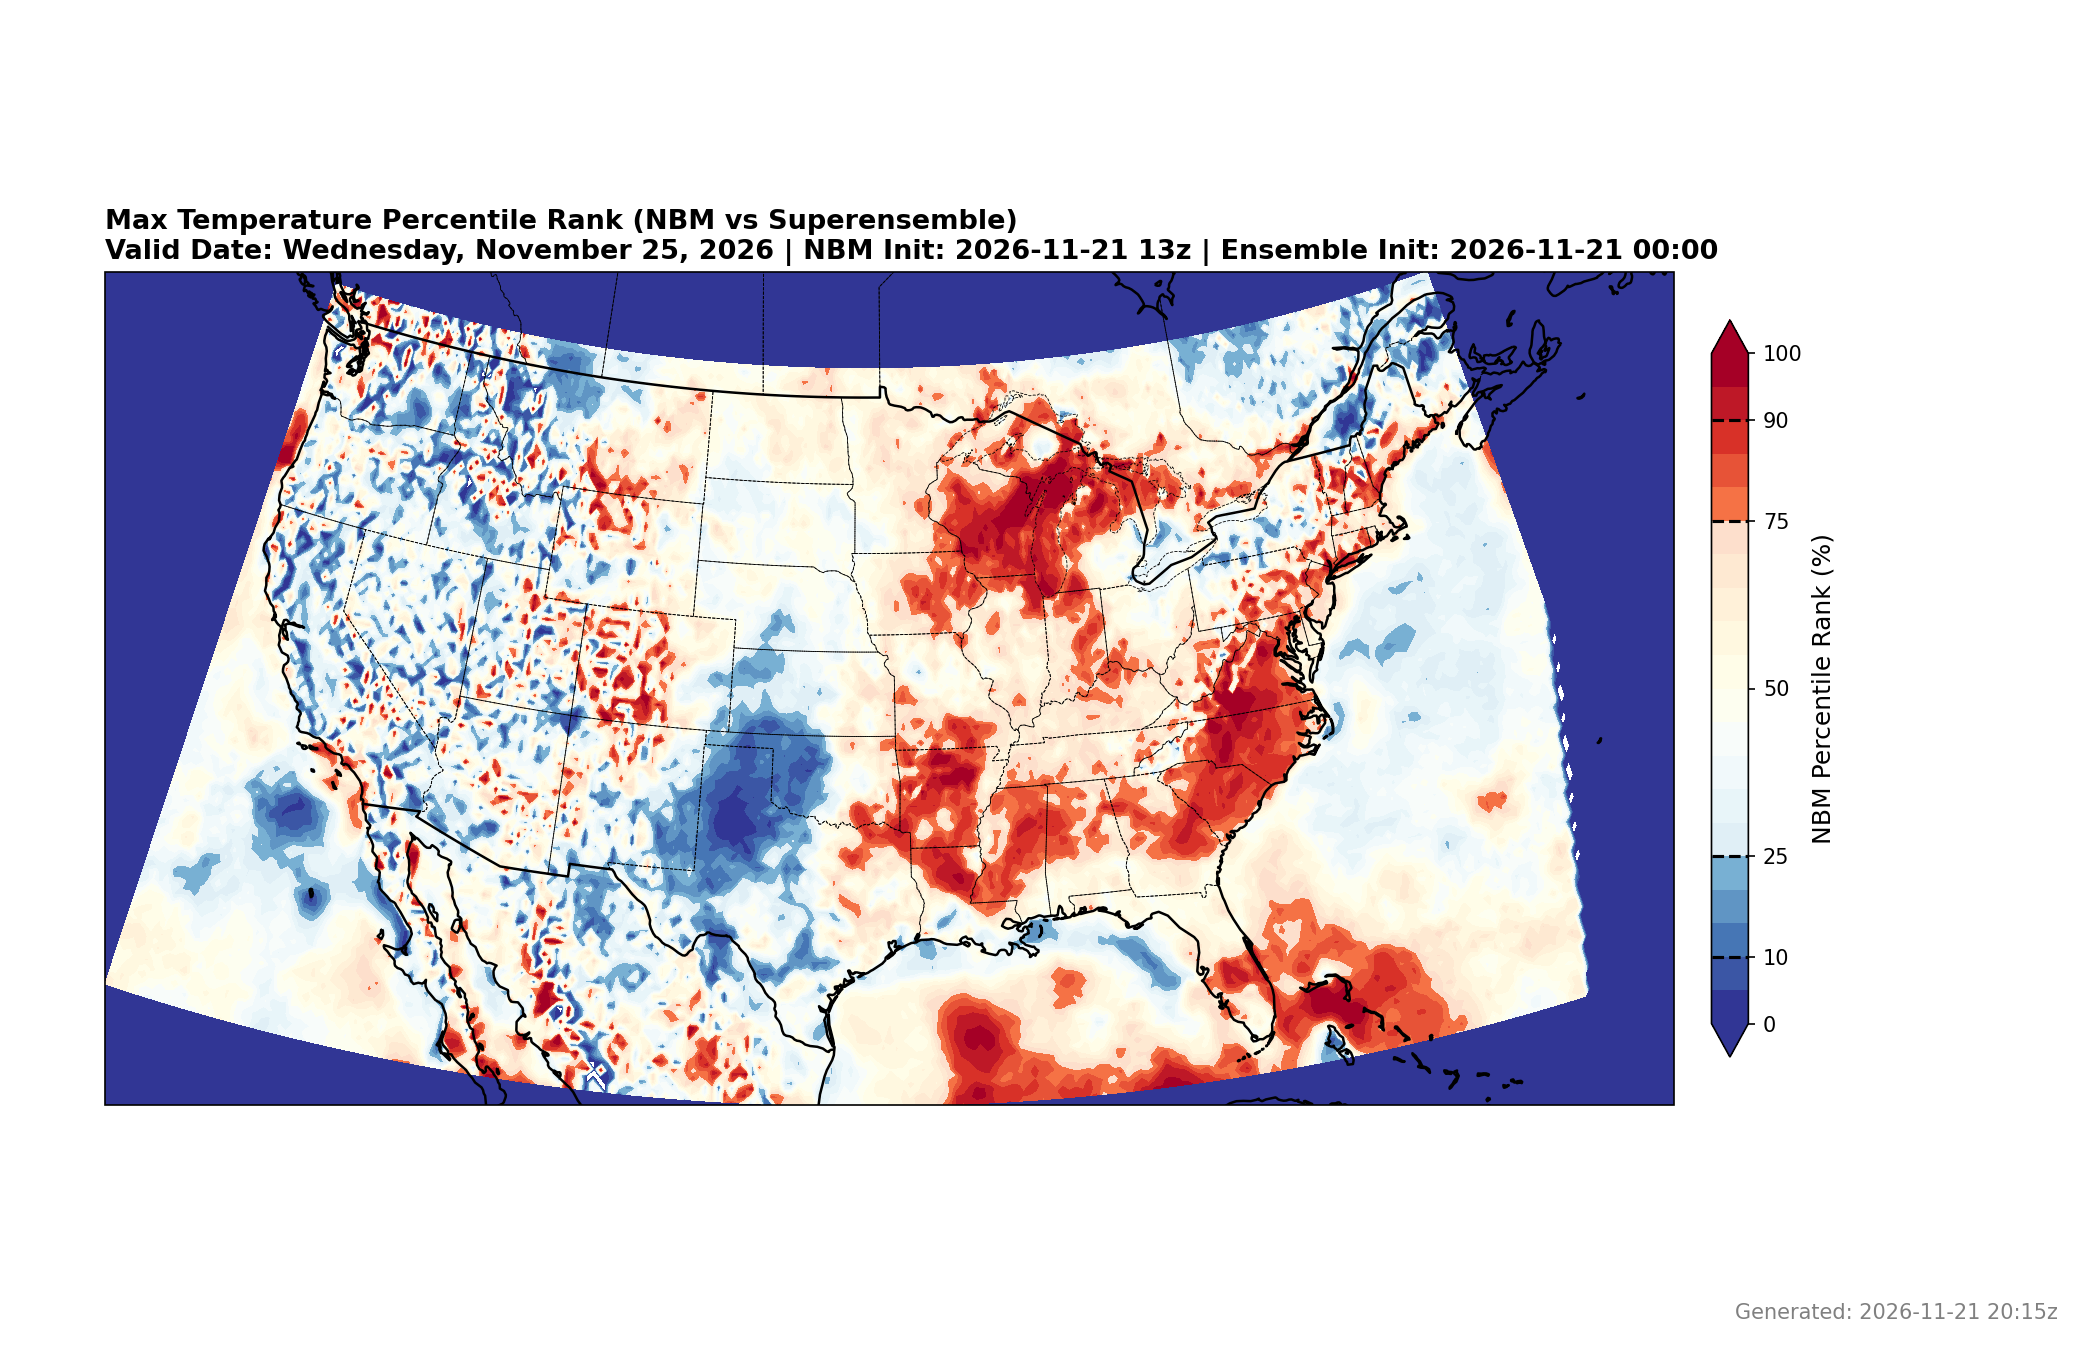 Max Temperature Percentile Rank (NBM vs Superensemble)
Valid Date: Wednesday, November 25, 2026 | NBM Init: 2026-11-21 13z | Ensemble Init: 2026-11-21 00:00
100
90
75
50
25
10
0
NBM Percentile Rank (%)
Generated: 2026-11-21 20:15z